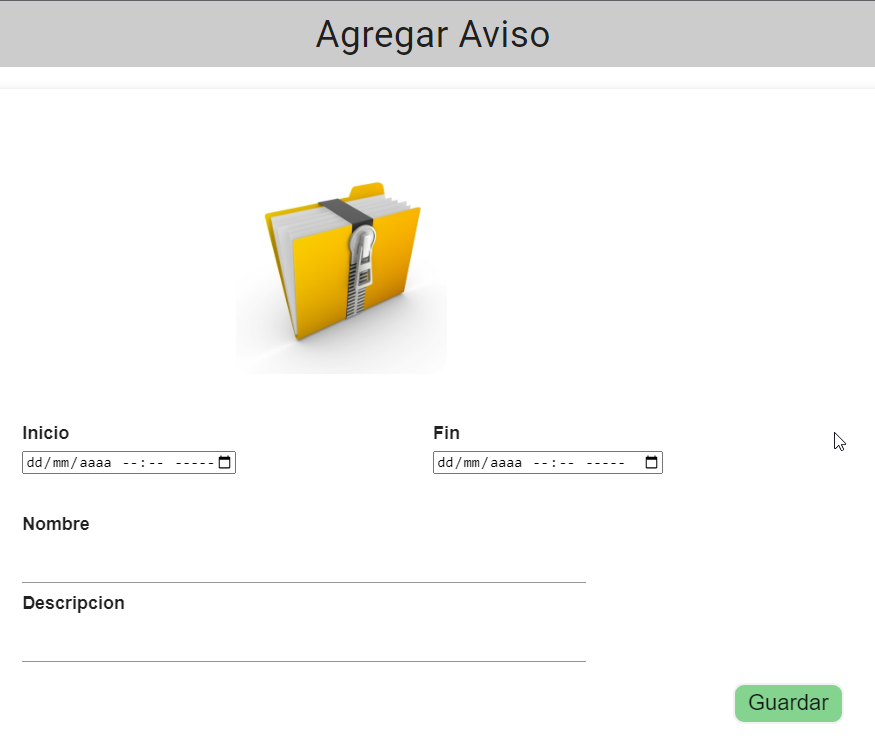 Agregar Aviso
Inicio
Fin
dd/mm/aaaa --:-- -----
dd/mm/aaaa --:-- -----
Nombre
Descripcion
Guardar